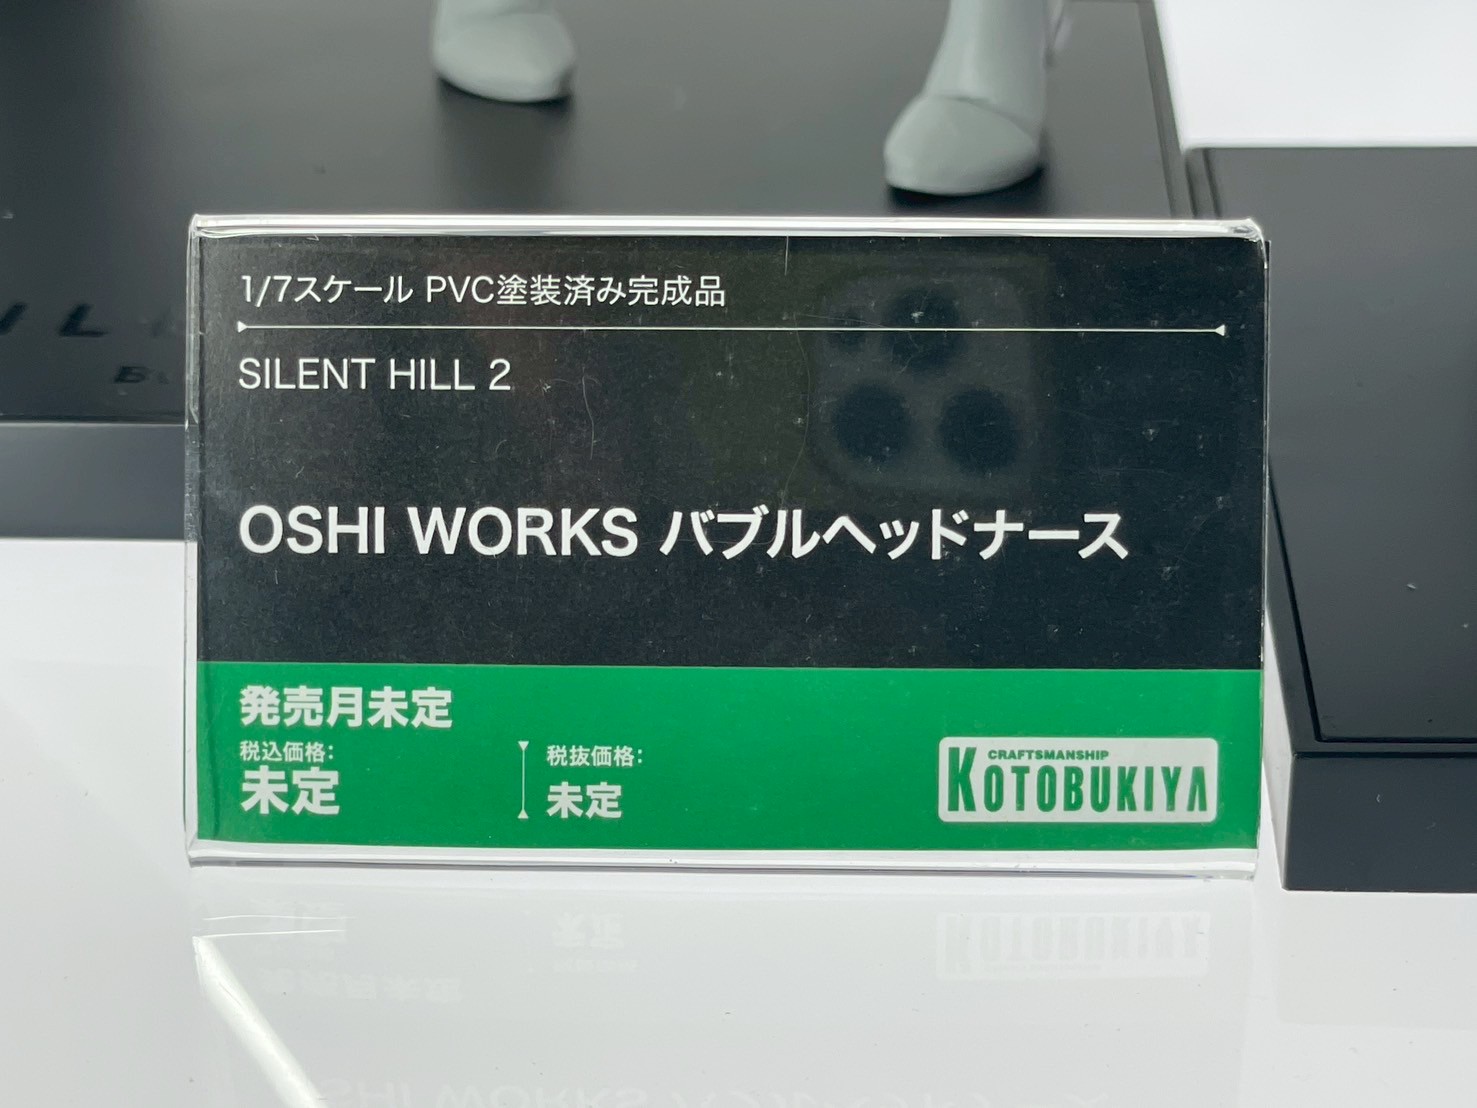 1/7スケール PVC塗装済み完成品
SILENT HILL 2
OSHI WORKS バブルヘッドナース
発売月未定
税込価格:
未定
税抜価格:
未定
CRAFTSMANSHIP
KOTOBUKIYA